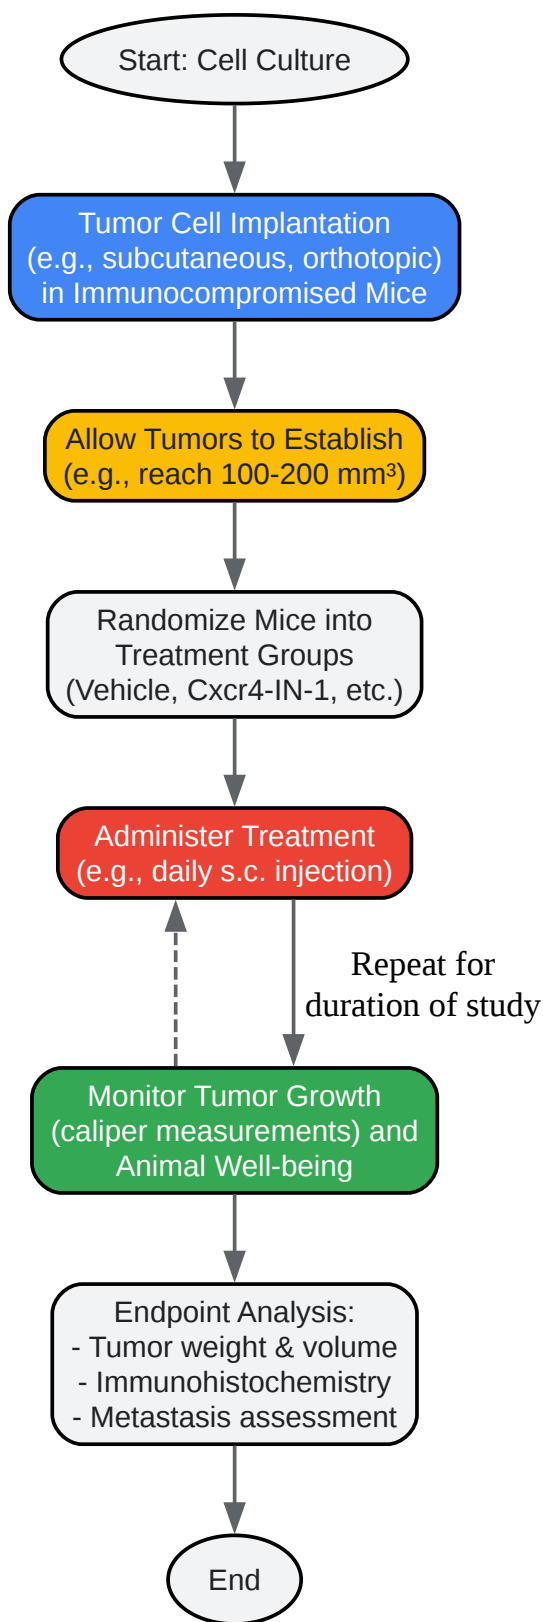 Start: Cell Culture
Tumor Cell Implantation
(e.g., subcutaneous, orthotopic)
in Immunocompromised Mice
Allow Tumors to Establish
(e.g., reach 100-200 mm³)
Randomize Mice into
Treatment Groups
(Vehicle, Cxcr4-IN-1, etc.)
Administer Treatment
(e.g., daily s.c. injection)
Repeat for
duration of study
Monitor Tumor Growth
(caliper measurements) and
Animal Well-being
Endpoint Analysis:
- Tumor weight & volume
- Immunohistochemistry
- Metastasis assessment
End